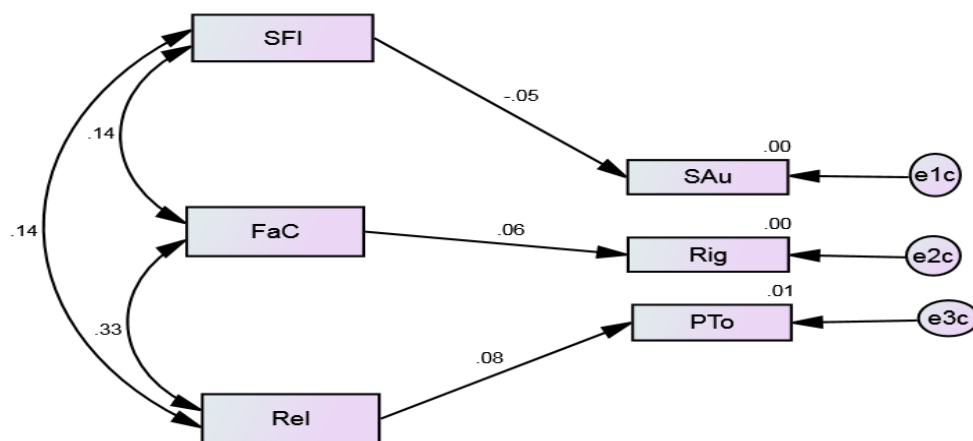 SFI
-.05
.14
.00
SAu
e1c
.14
FaC
.06
.00
Rig
e2c
.01
PTo
e3c
.33
.08
Rel